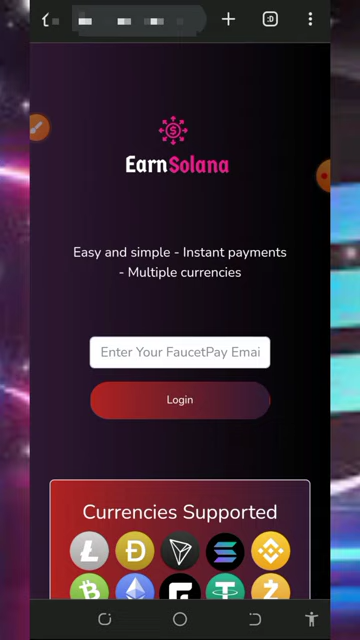 :D
EarnSolana
Easy and simple - Instant payments
- Multiple currencies
Enter Your FaucetPay Emai
Login
Currencies Supported